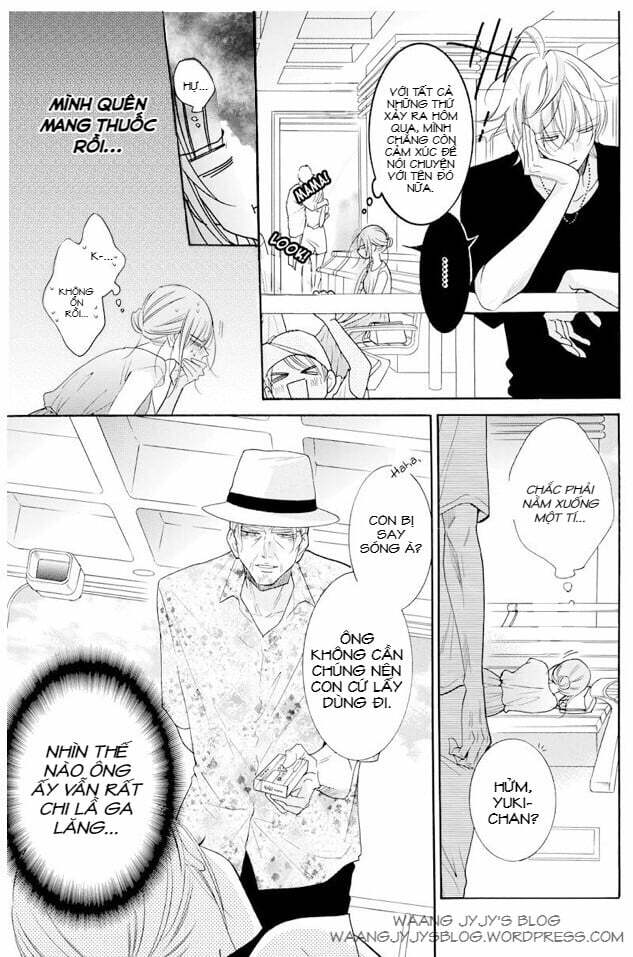 VỚI TẤT CẢ
NHỮNG THỨ
XẢY RA HÔM
QUA, MÌNH
CHẲNG CÒN
CẢM XÚC ĐỂ
NÓI CHUYỆN
VỚI TÊN ĐÓ
NỮA.
MAMA!
LOOK!
HỰ...
MÌNH QUÊN
MANG THUỐC
RỒI...
K-...
KHÔNG
ỔN
RỒI...
CHẮC PHẢI
NẰM XUỐNG
MỘT TÍ...
HỬM,
YUKI-
CHAN?
Haha,
CON BỊ
SAY
SÓNG À?
ÔNG
KHÔNG CẦN
CHÚNG NÊN
CON CỨ LẤY
DÙNG ĐI.
NHÌN THẾ
NÀO ÔNG
ẤY VẪN RẤT
CHI LÀ GA
LĂNG...
WAANG JYJY'S BLOG
WAANGJYJYSBLOG.WORDPRESS.COM